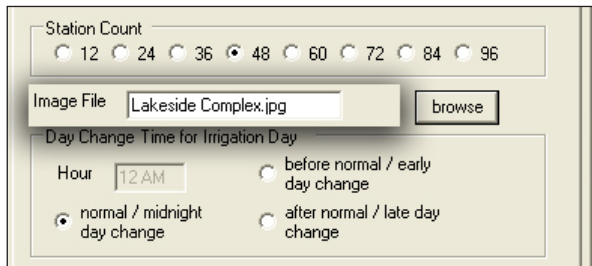 Station Count
12 24 36 48 60 72 84 96
Image File Lakeside Complex.jpg browse
Day Change Time for Irrigation Day
Hour 12 AM
before normal / early
day change
normal / midnight
day change
after normal / late day
change